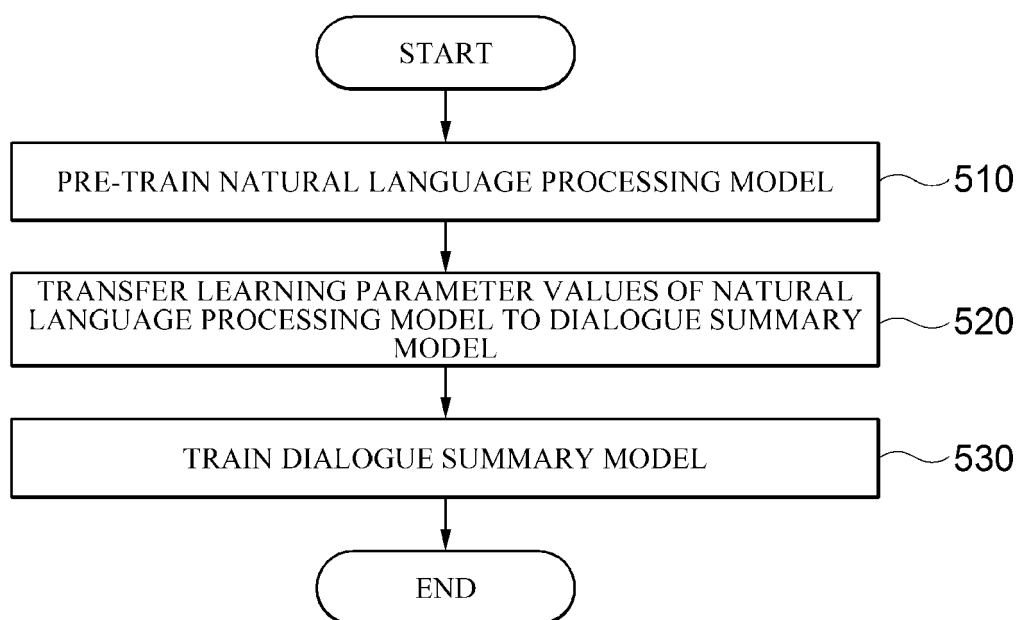 START
PRE-TRAIN NATURAL LANGUAGE PROCESSING MODEL
510
TRANSFER LEARNING PARAMETER VALUES OF NATURAL
LANGUAGE PROCESSING MODEL TO DIALOGUE SUMMARY
MODEL
520
TRAIN DIALOGUE SUMMARY MODEL
530
END